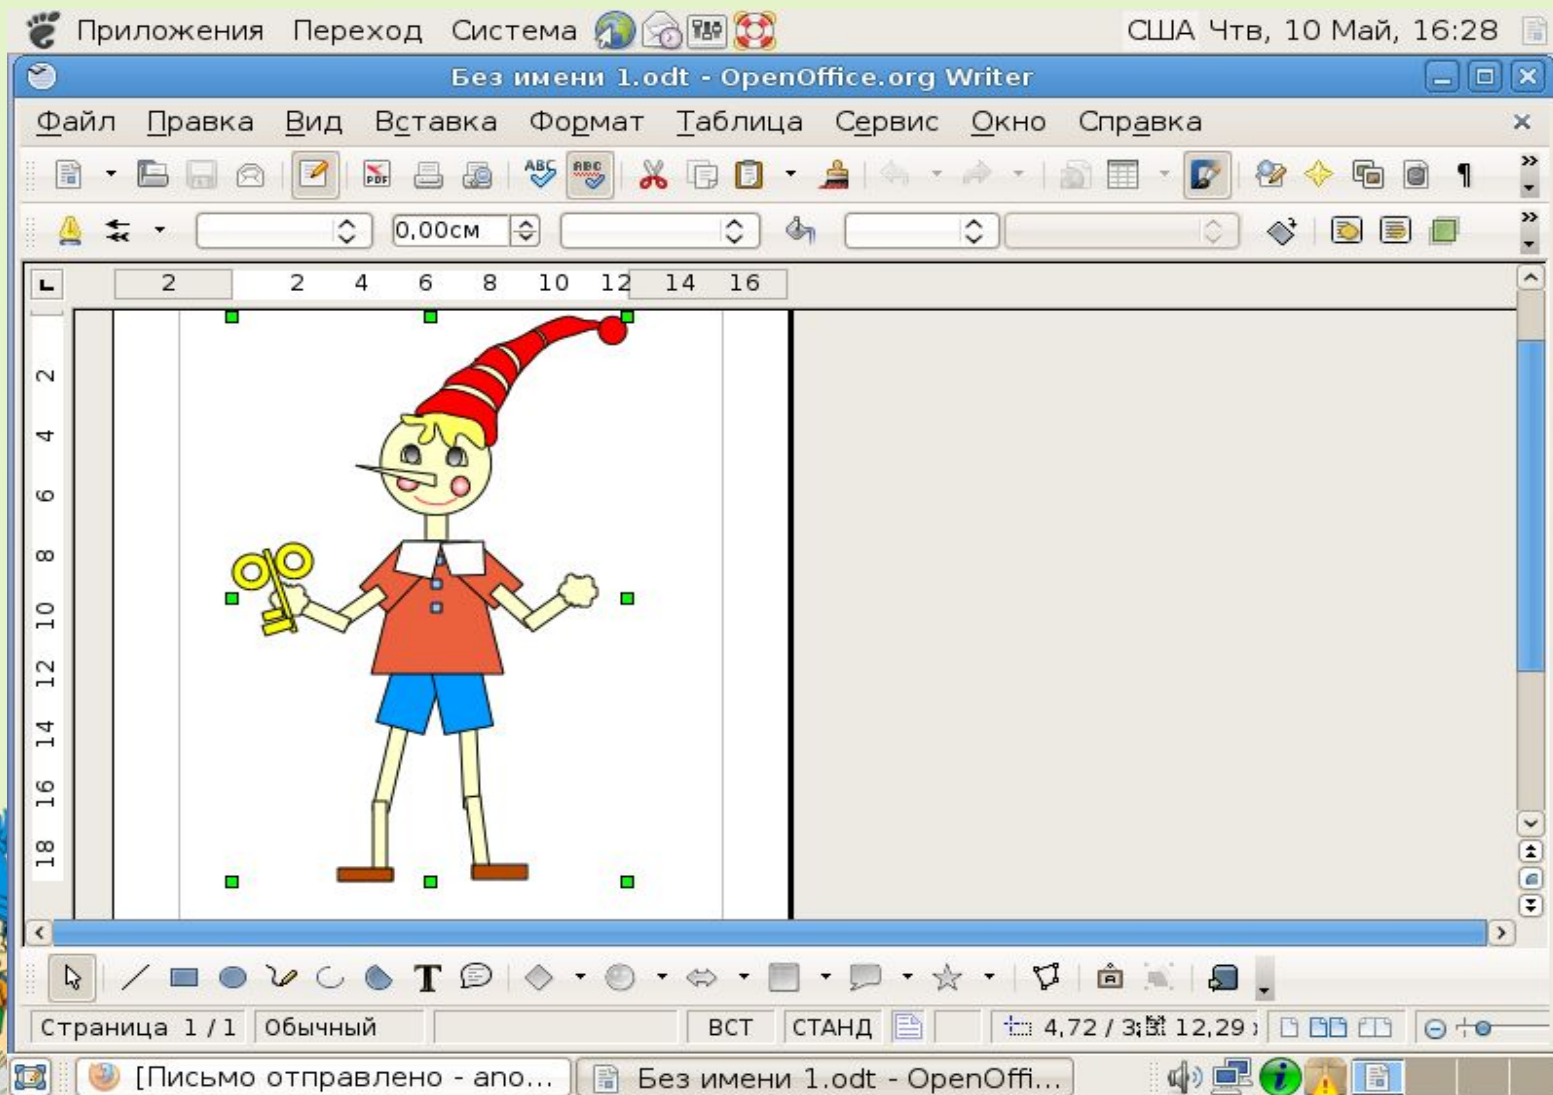 Приложения Переход Система США Чтв, 10 Май, 16:28
Без имени 1.odt - OpenOffice.org Writer
Файл Правка Вид Вставка Формат Таблица Сервис Окно Справка
PDF ABC ABC
0,00см
2 2 4 6 8 10 12 14 16
2
4
6
8
10
12
14
16
18
T
Страница 1 / 1 Обычный ВСТ СТАНД 4,72 / 3; 12,29
[Письмо отправлено - ano... Без имени 1.odt - OpenOffi...